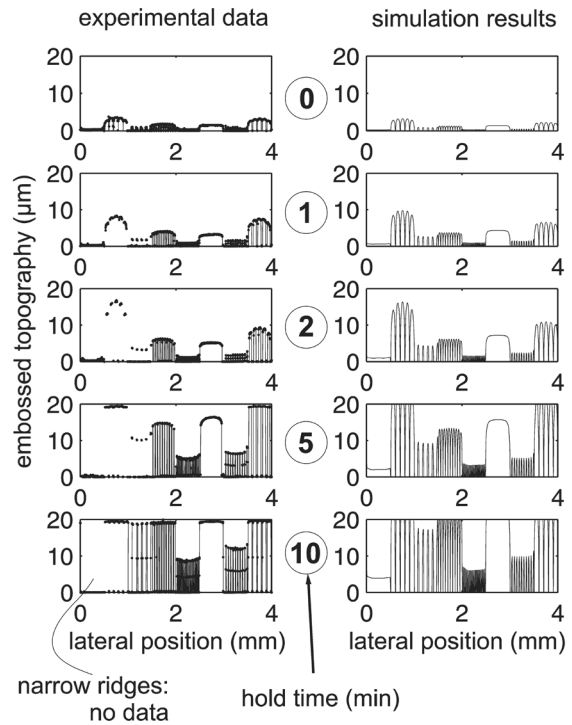 experimental data
simulation results
embossed topography (µm)
20
10
0
0 2 4
0
0
10
20
0 2 4
20
10
0
0 2 4
1
0
10
20
0 2 4
20
10
0
0 2 4
2
0
10
20
0 2 4
20
10
0
0 2 4
5
0
10
20
0 2 4
20
10
0
0 2 4
10
0
10
20
0 2 4
lateral position (mm)
lateral position (mm)
narrow ridges:
no data
hold time (min)